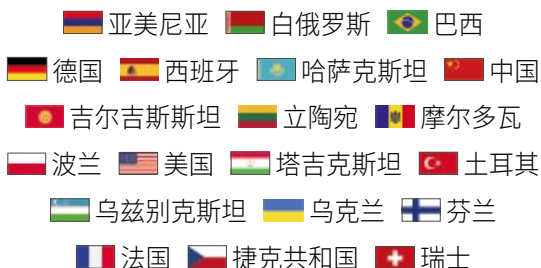 亚美尼亚 白俄罗斯 巴西
德国 西班牙 哈萨克斯坦 中国
吉尔吉斯斯坦 立陶宛 摩尔多瓦
波兰 美国 塔吉克斯坦 土耳其
乌兹别克斯坦 乌克兰 芬兰
法国 捷克共和国 瑞士